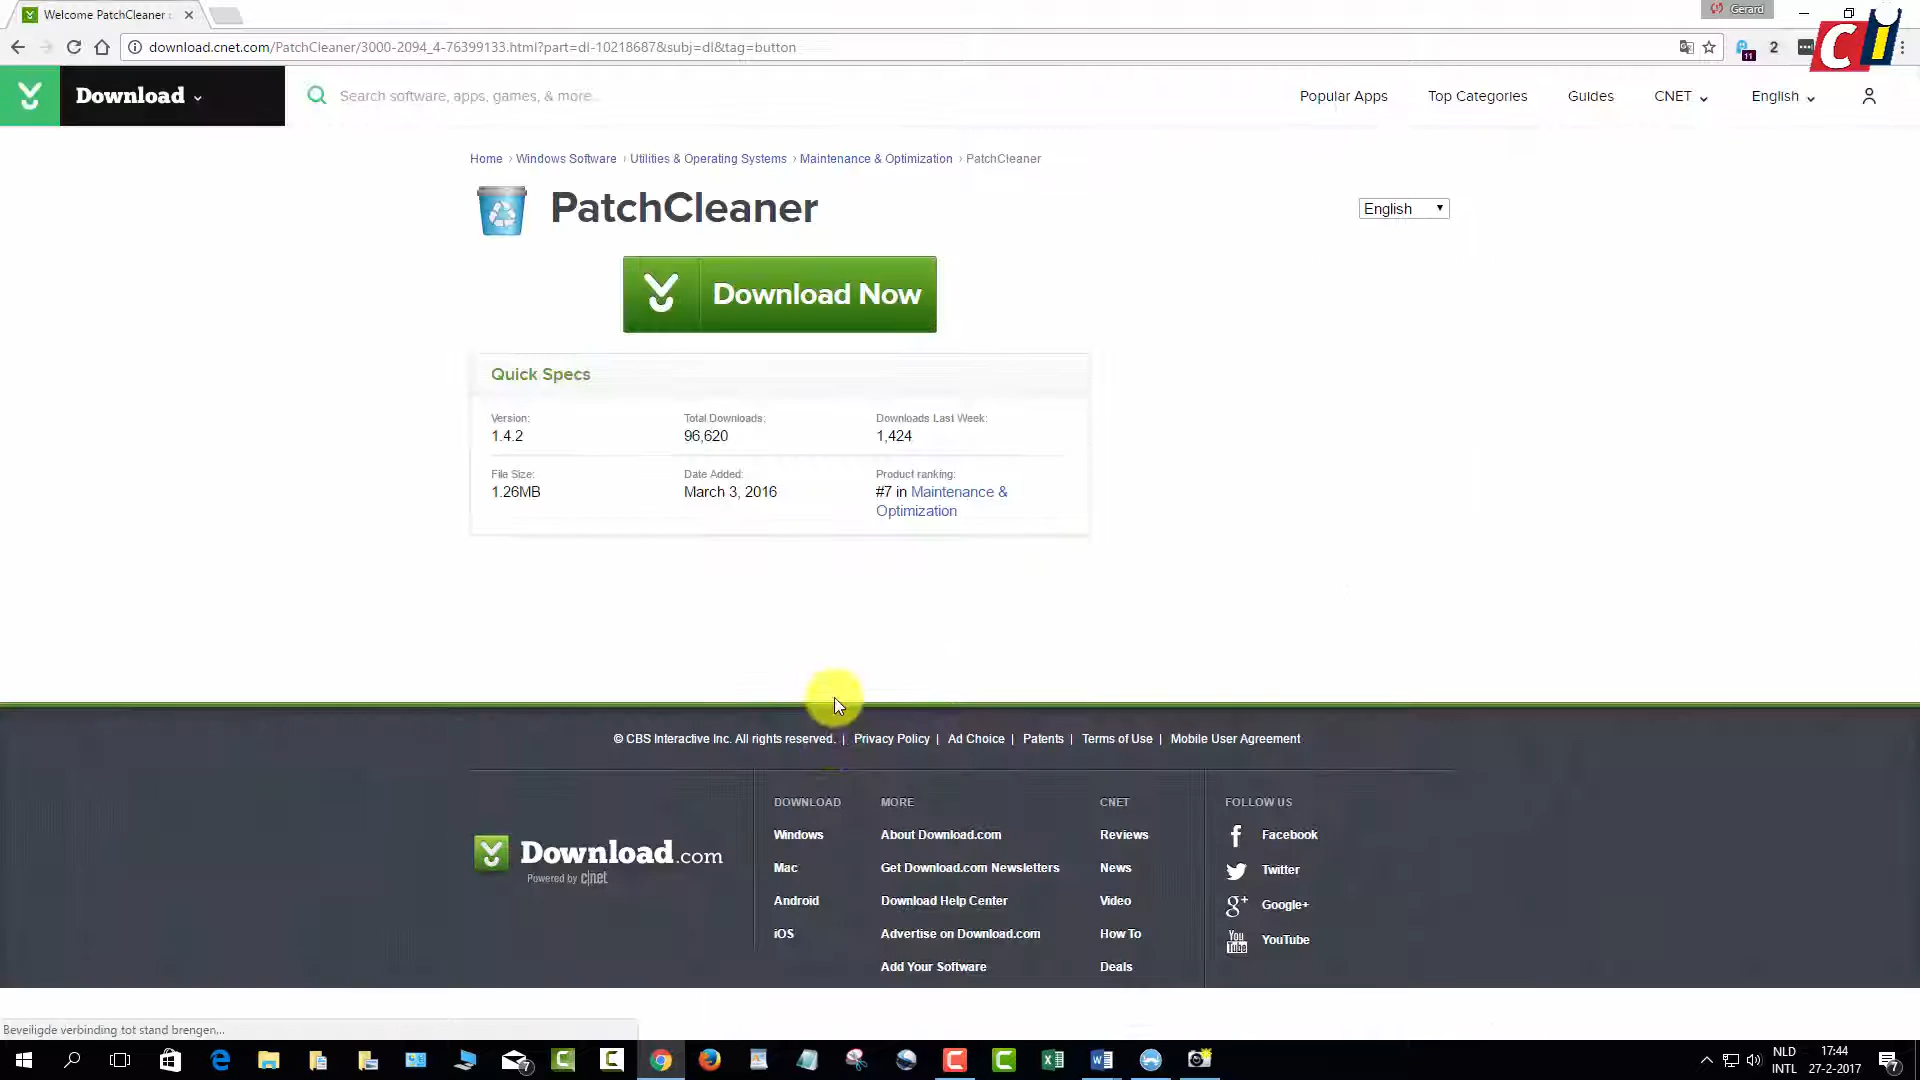 Welcome PatchCleaner
Gerard
download.cnet.com/PatchCleaner/3000-2094_4-76399133.html?part=dl-10218687&subj=dl&tag=button
11
2
Ci
Download
Search software, apps, games, & more...
Popular Apps
Top Categories
Guides
CNET
English
Home › Windows Software › Utilities & Operating Systems › Maintenance & Optimization › PatchCleaner
PatchCleaner
English
Download Now
Quick Specs
Version:
1.4.2
Total Downloads:
96,620
Downloads Last Week:
1,424
File Size:
1.26MB
Date Added:
March 3, 2016
Product ranking:
#7 in Maintenance &
Optimization
© CBS Interactive Inc. All rights reserved. | Privacy Policy | Ad Choice | Patents | Terms of Use | Mobile User Agreement
Download.com
Powered by c|net
DOWNLOAD
Windows
Mac
Android
iOS
MORE
About Download.com
Get Download.com Newsletters
Download Help Center
Advertise on Download.com
Add Your Software
CNET
Reviews
News
Video
How To
Deals
FOLLOW US
Facebook
Twitter
Google+
YouTube
Beveiligde verbinding tot stand brengen...
7
NLD
INTL
17:44
27-2-2017
7